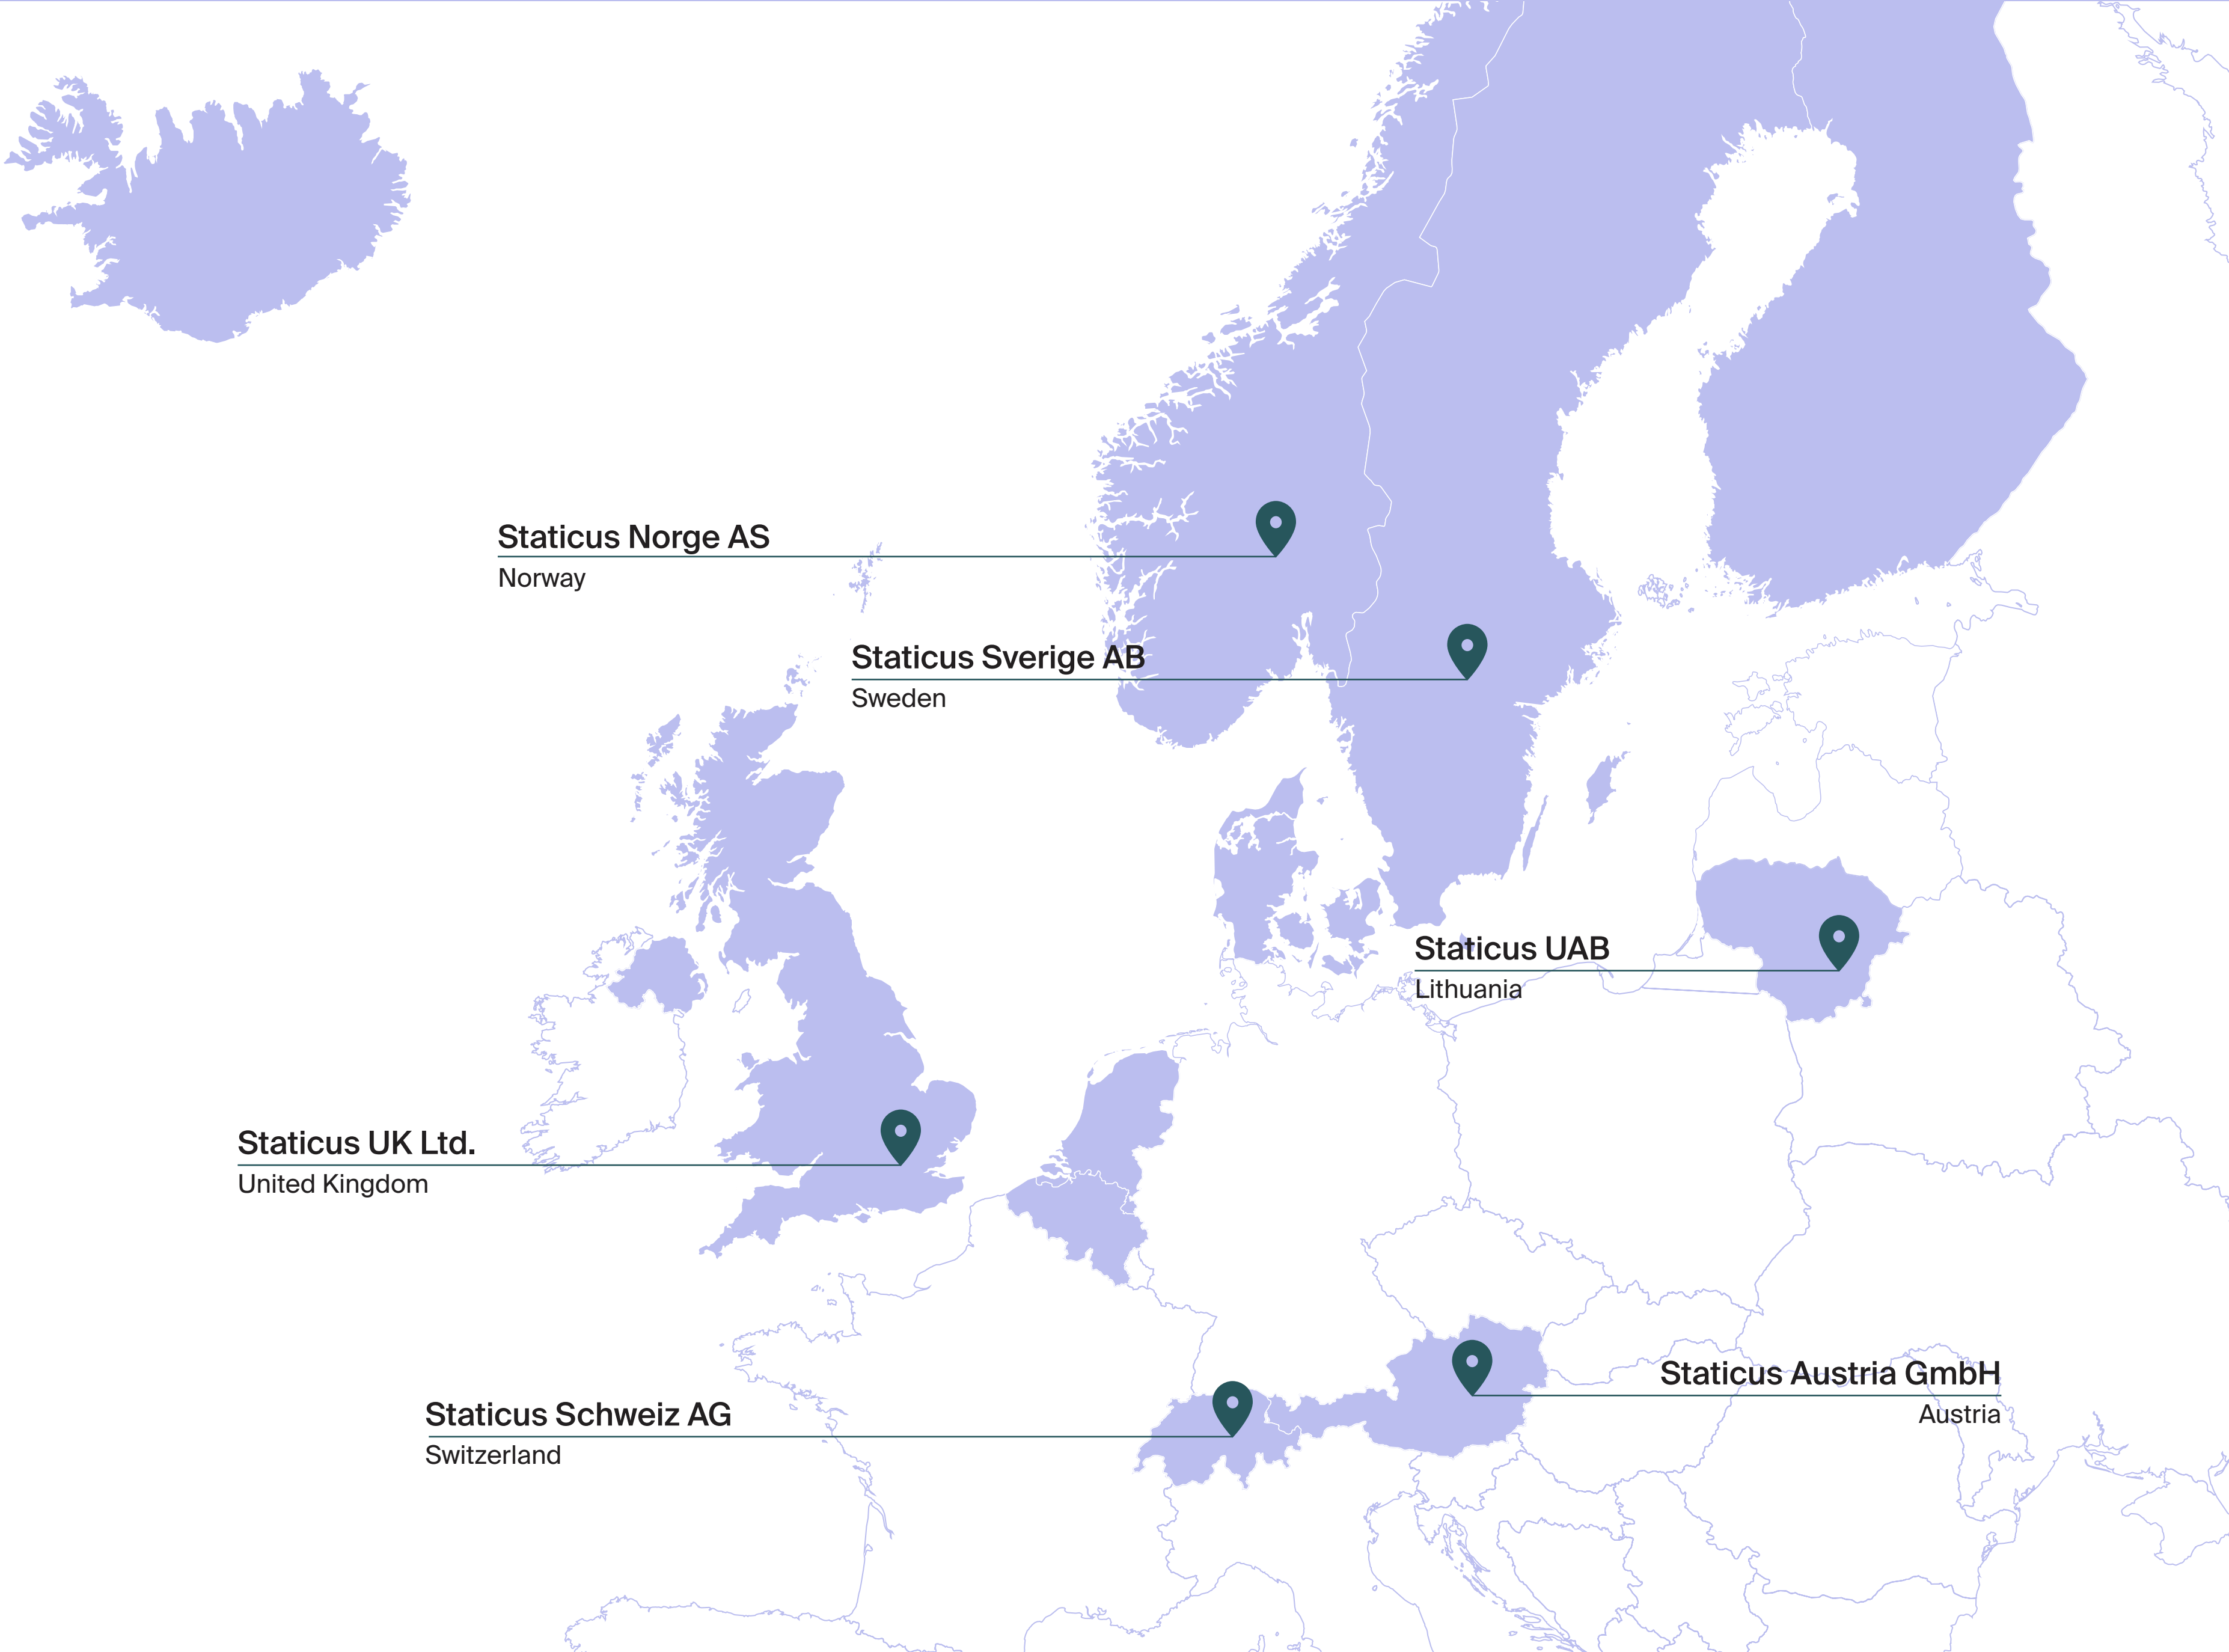 Staticus Norge AS
Norway
Staticus Sverige AB
Sweden
Staticus UAB
Lithuania
Staticus UK Ltd.
United Kingdom
Staticus Austria GmbH
Austria
Staticus Schweiz AG
Switzerland